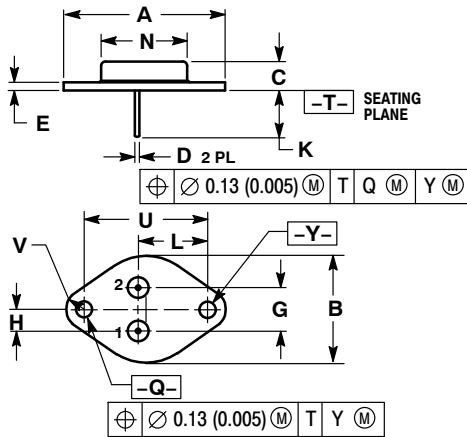 A
N
C
E
–T– SEATING PLANE
K
D 2 PL
⌖ ∅ 0.13 (0.005) Ⓜ T Q Ⓜ Y Ⓜ
U
V
L
–Y–
2
H
G
B
1
–Q–
⌖ ∅ 0.13 (0.005) Ⓜ T Y Ⓜ